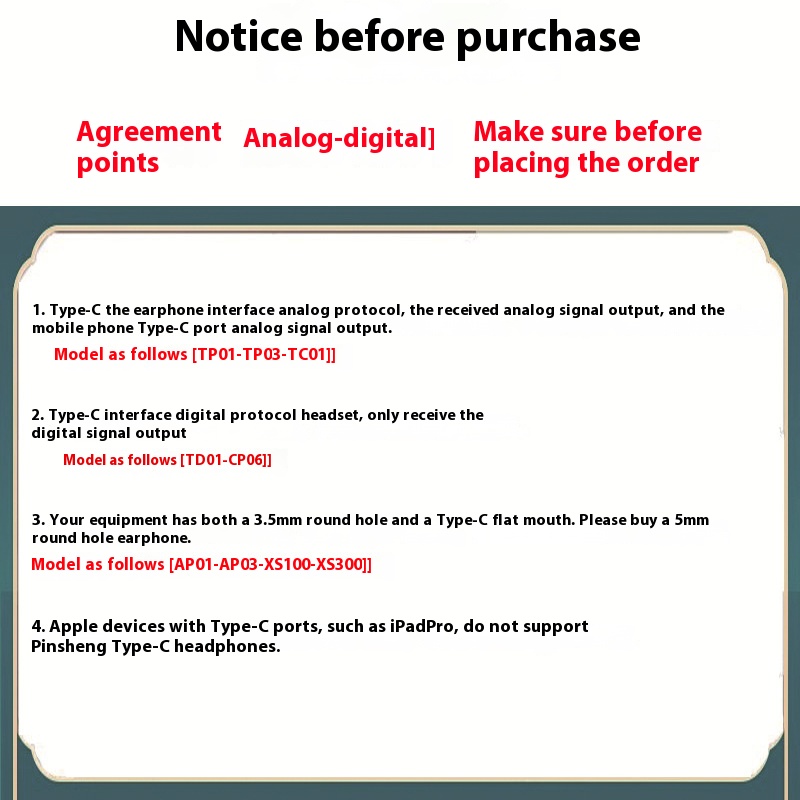 Notice before purchase
Agreement
points
Analog-digital]
Make sure before
placing the order
1. Type-C the earphone interface analog protocol, the received analog signal output, and the
mobile phone Type-C port analog signal output.
Model as follows [TP01-TP03-TC01]]
2. Type-C interface digital protocol headset, only receive the
digital signal output
Model as follows [TD01-CP06]]
3. Your equipment has both a 3.5mm round hole and a Type-C flat mouth. Please buy a 5mm
round hole earphone.
Model as follows [AP01-AP03-XS100-XS300]]
4. Apple devices with Type-C ports, such as iPadPro, do not support
Pinsheng Type-C headphones.